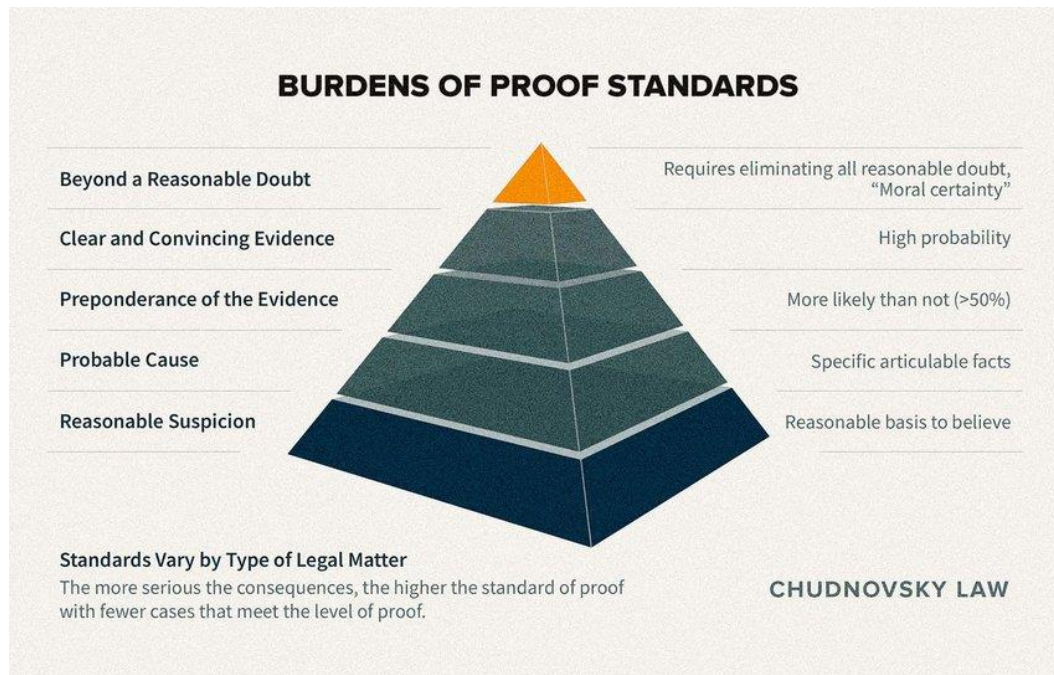 BURDENS OF PROOF STANDARDS
Beyond a Reasonable Doubt
Requires eliminating all reasonable doubt,
“Moral certainty”
Clear and Convincing Evidence
High probability
Preponderance of the Evidence
More likely than not (>50%)
Probable Cause
Specific articulable facts
Reasonable Suspicion
Reasonable basis to believe
Standards Vary by Type of Legal Matter
The more serious the consequences, the higher the standard of proof
with fewer cases that meet the level of proof.
CHUDNOVSKY LAW